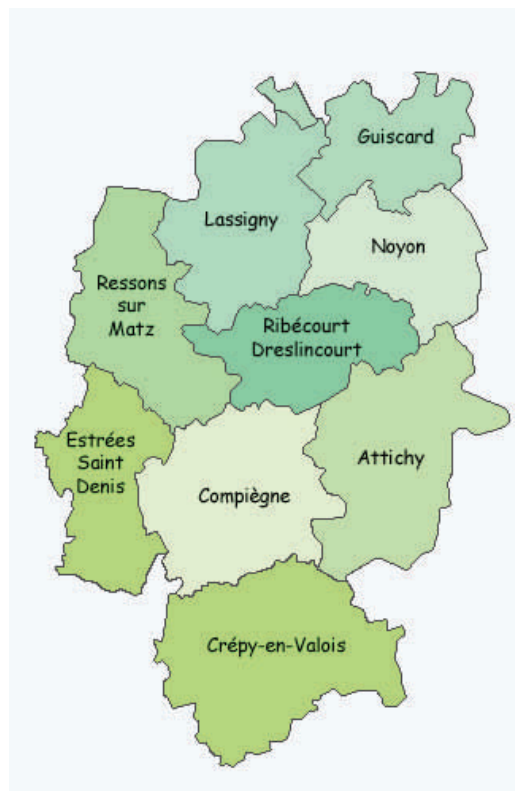 Guiscard
Lassigny
Noyon
Ressons
sur
Matz
Ribécourt
Dreslincourt
Estrées
Saint
Denis
Attichy
Compiègne
Crépy-en-Valois